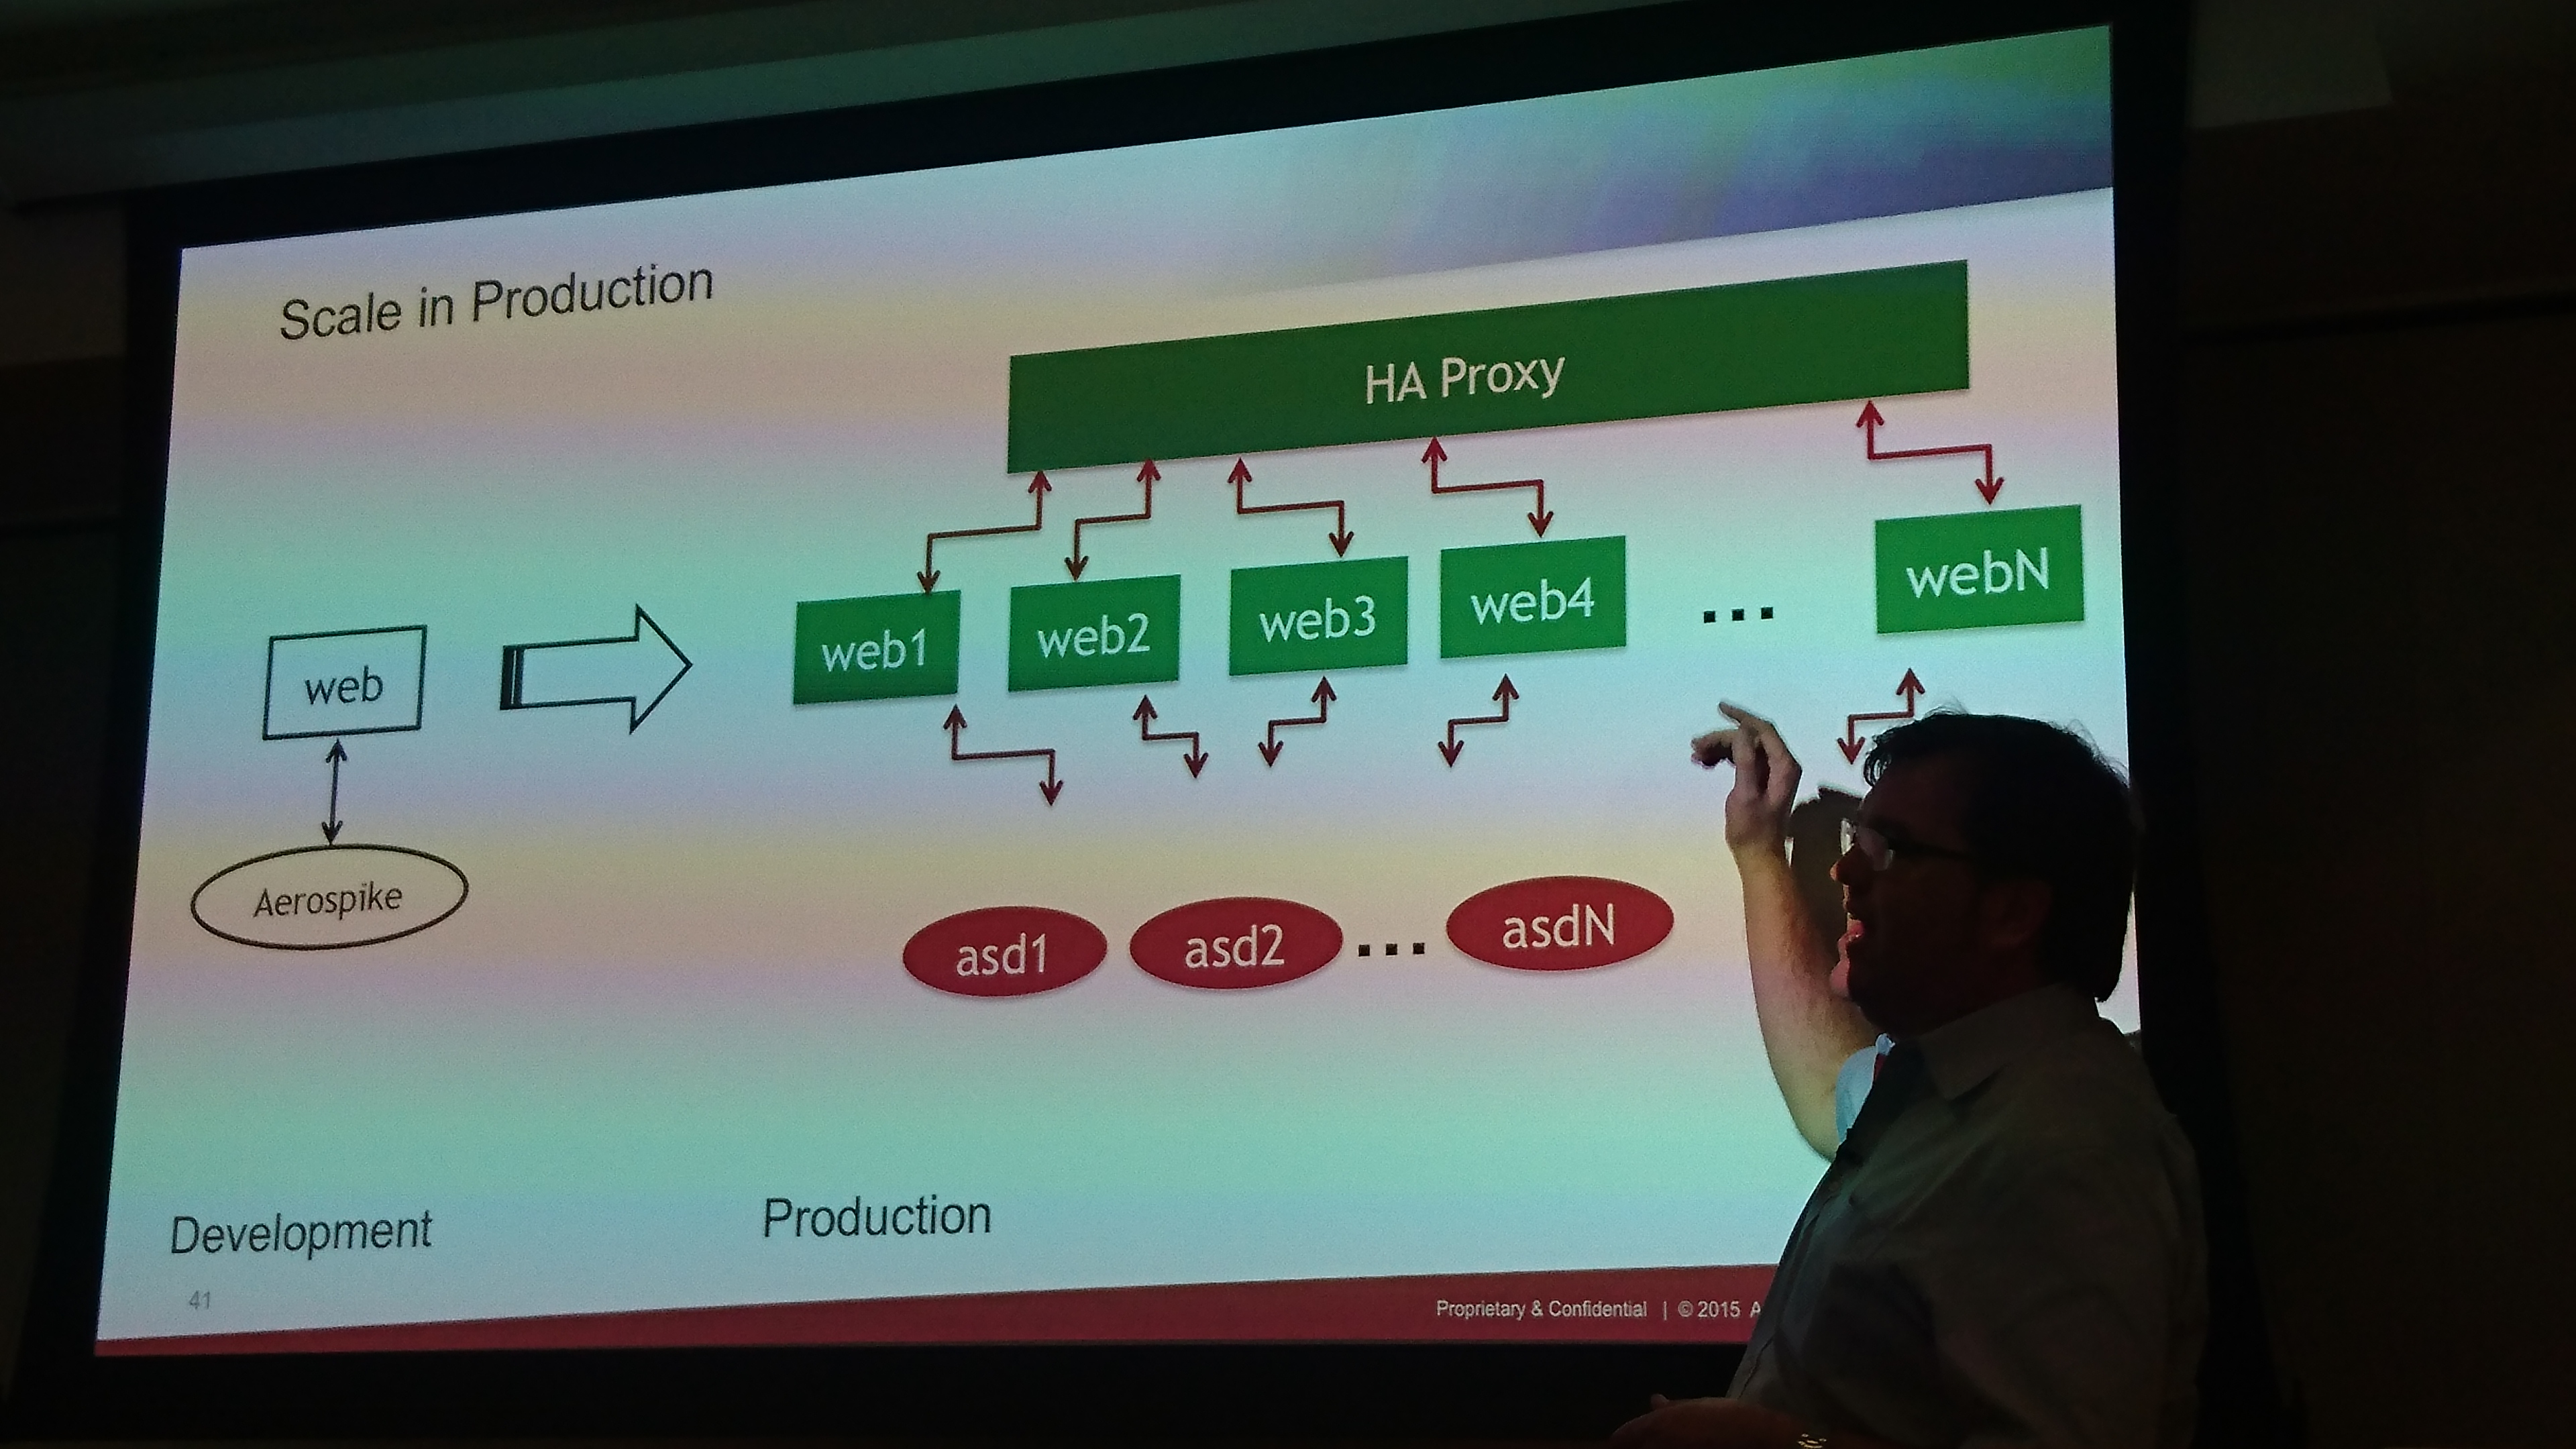 Scale in Production
HA Proxy
web1
web2
web3
web4
...
webN
web
Aerospike
asd1
asd2
...
asdN
Development
Production
41
Proprietary & Confidential | © 2015